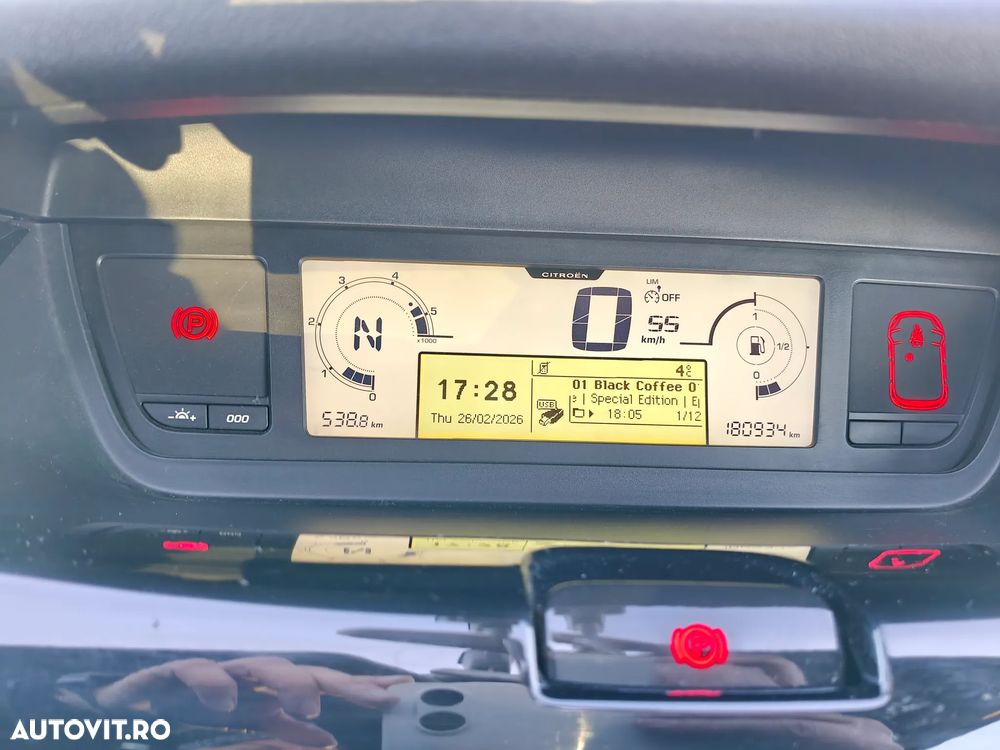 CITROËN
LIM
OFF
55
km/h
0
N
1
2
3
4
5
x1000
0
538.8 km
17:28
Thu 26/02/2026
4°C
01 Black Coffee 0
| Special Edition | E
USB
18:05 1/12
1
1/2
0
180934 km
P
000
AUTOVIT.RO